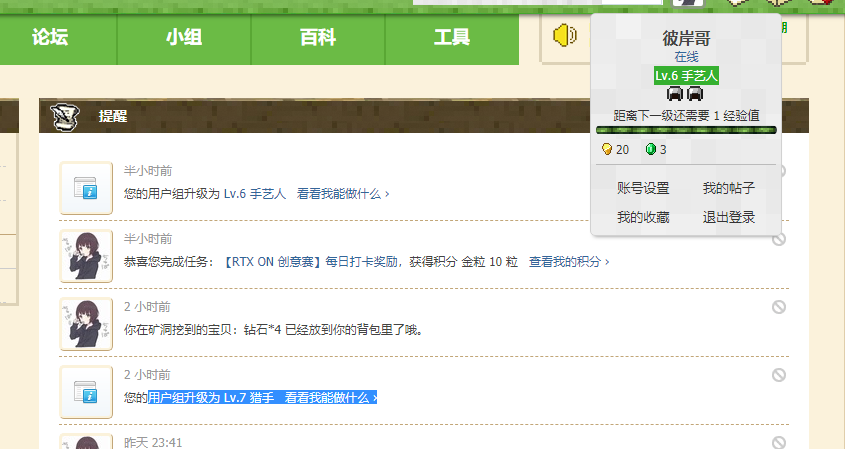 论坛 小组 百科 工具
彼岸哥
在线
Lv.6 手艺人
距离下一级还需要 1 经验值
20 3
账号设置 我的帖子
我的收藏 退出登录
提醒
半小时前
您的用户组升级为 Lv.6 手艺人 看看我能做什么 ›
半小时前
恭喜您完成任务：【RTX ON 创意赛】每日打卡奖励，获得积分 金粒 10 粒 查看我的积分 ›
2 小时前
你在矿洞挖到的宝贝：钻石*4 已经放到你的背包里了哦。
2 小时前
您的用户组升级为 Lv.7 猎手 看看我能做什么 ›
昨天 23:41